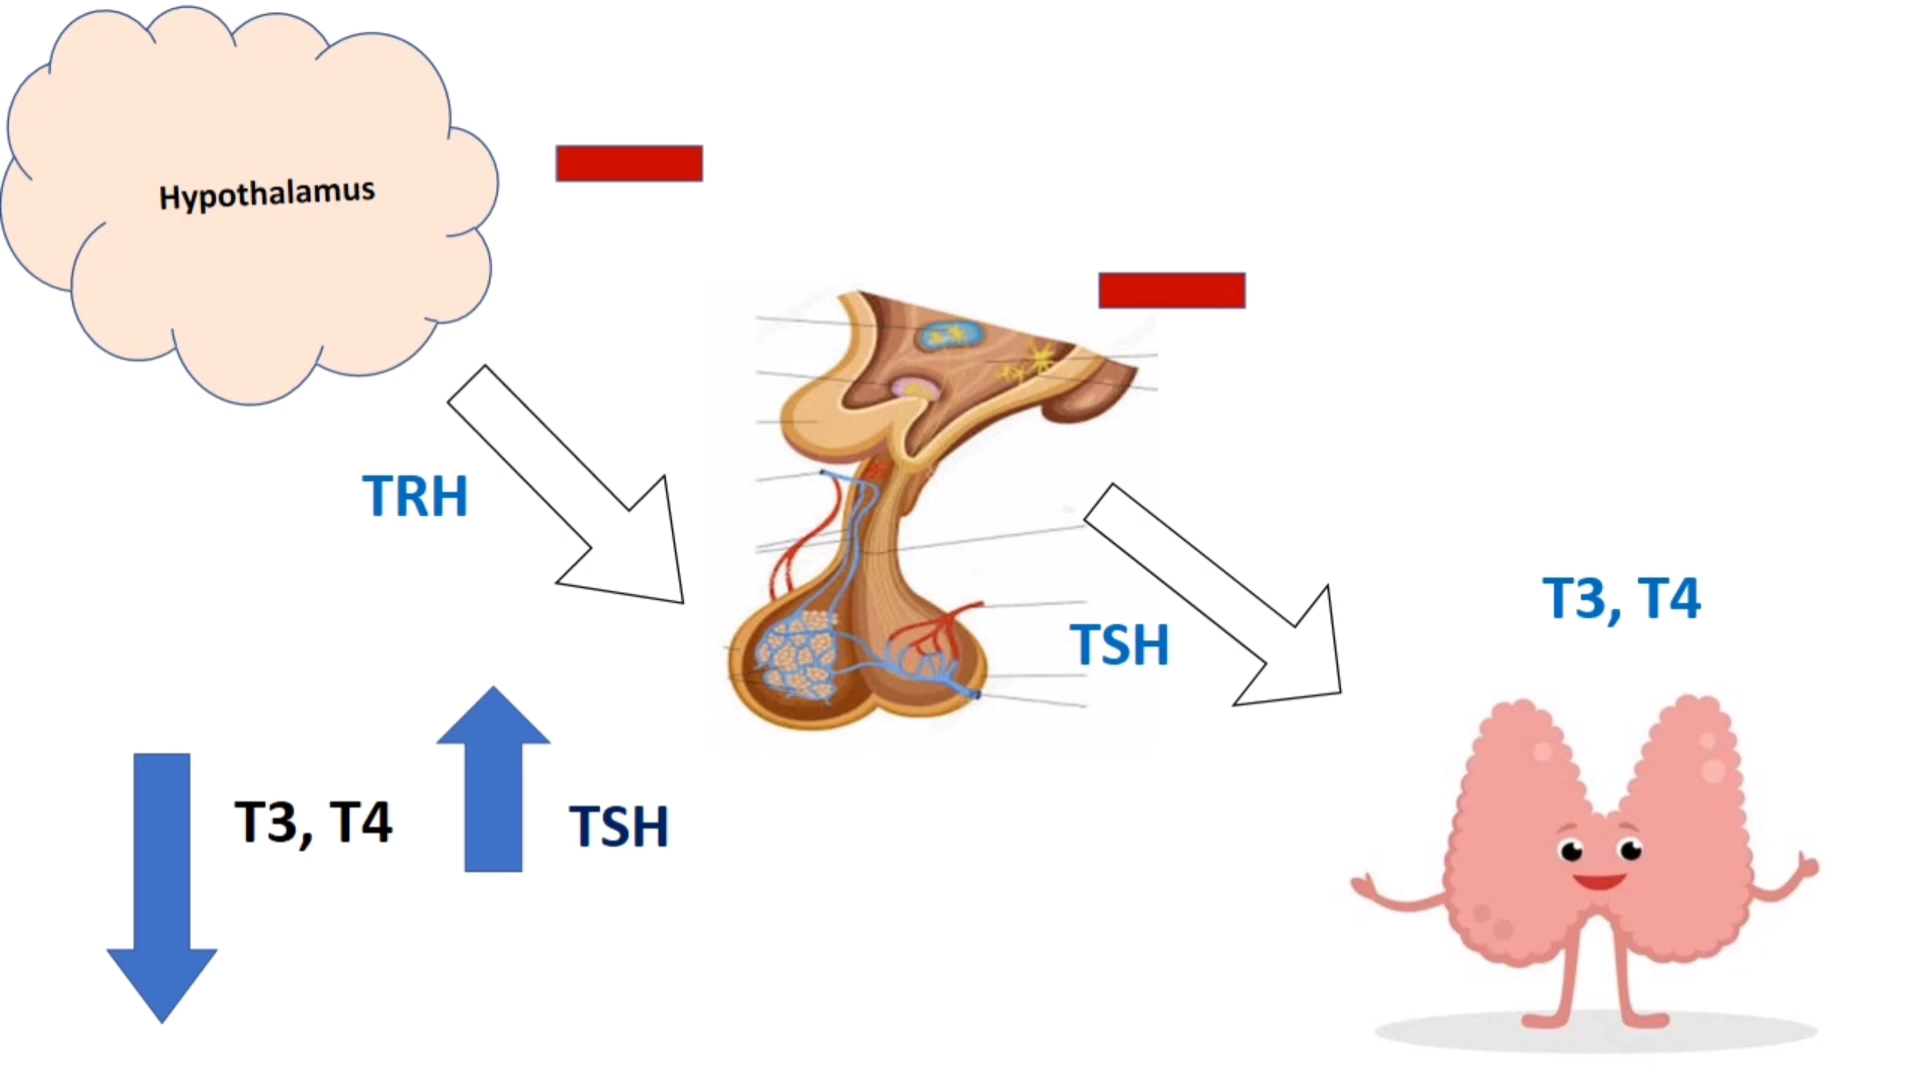 Hypothalamus
TRH
TSH
T3, T4
T3, T4
TSH